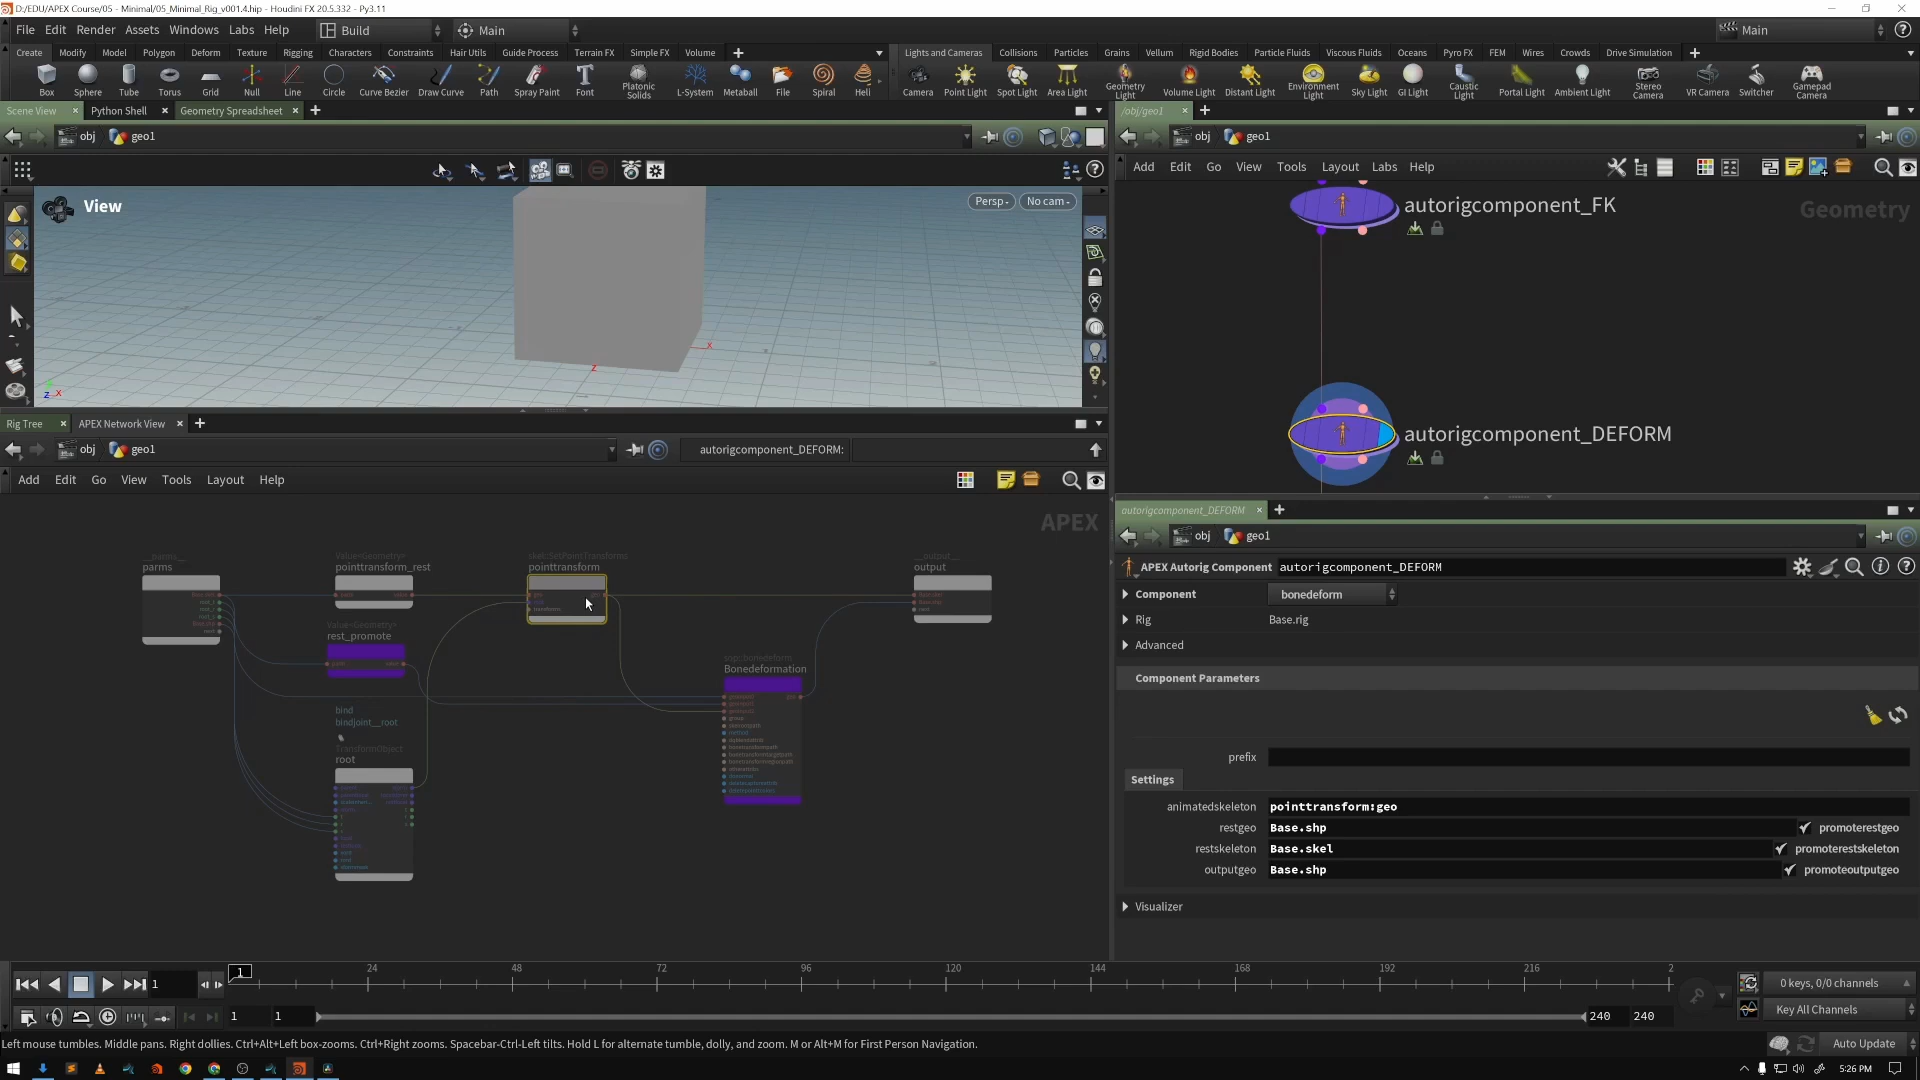 D:/EDU/APEX Course/05 - Minimal/05_Minimal_Rig_v001.4.hip - Houdini FX 20.5.332 - Py3.11
File Edit Render Assets Windows Labs Help Build Main Main
Create Modify Model Polygon Deform Texture Rigging Characters Constraints Hair Utils Guide Process Terrain FX Simple FX Volume
Lights and Cameras Collisions Particles Grains Vellum Rigid Bodies Particle Fluids Viscous Fluids Oceans Pyro FX FEM Wires Crowds Drive Simulation
Box Sphere Tube Torus Grid Null Line Circle Curve Bezier Draw Curve Path Spray Paint Font Platonic Solids L-System Metaball File Spiral Heli
Camera Point Light Spot Light Area Light Geometry Light Volume Light Distant Light Environment Light Sky Light GI Light Caustic Light Portal Light Ambient Light Stereo Camera VR Camera Switcher Gamepad Camera
Scene View Python Shell Geometry Spreadsheet
obj geo1
View
Persp No cam
z x
z x
Rig Tree APEX Network View
obj geo1 autorigcomponent_DEFORM:
Add Edit Go View Tools Layout Help
APEX
__parms__
parms
Value<Geometry>
pointtransform_rest
skel::SetPointTransforms
pointtransform
__output__
output
Value<Geometry>
rest_promote
sop::bonedeform
Bonedeformation
bind
bindjoint__root
TransformObject
root
/obj/geo1
obj geo1
Add Edit Go View Tools Layout Labs Help
autorigcomponent_FK
Geometry
autorigcomponent_DEFORM
autorigcomponent_DEFORM
obj geo1
APEX Autorig Component autorigcomponent_DEFORM
Component bonedeform
Rig Base.rig
Advanced
Component Parameters
prefix
Settings
animatedskeleton pointtransform:geo
restgeo Base.shp promoterestgeo
restskeleton Base.skel promoterestskeleton
outputgeo Base.shp promoteoutputgeo
Visualizer
1
1 24 48 72 96 120 144 168 192 216 2
0 keys, 0/0 channels
1 1 240 240
Key All Channels
Left mouse tumbles. Middle pans. Right dollies. Ctrl+Alt+Left box-zooms. Ctrl+Right zooms. Spacebar-Ctrl-Left tilts. Hold L for alternate tumble, dolly, and zoom. M or Alt+M for First Person Navigation.
Auto Update
5:26 PM